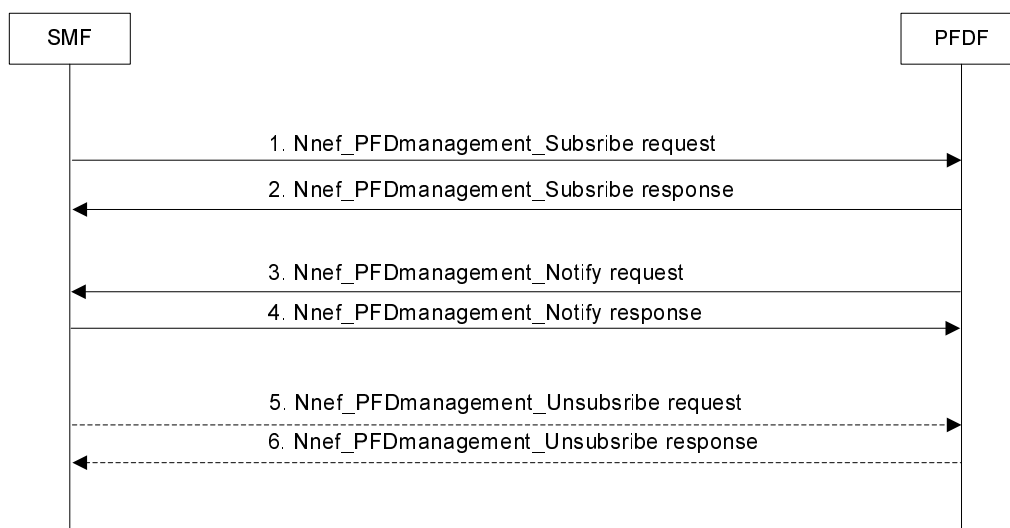 SMF
PFDF
1. Nnef_PFDmanagement_Subsribe request
2. Nnef_PFDmanagement_Subsribe response
3. Nnef_PFDmanagement_Notify request
4. Nnef_PFDmanagement_Notify response
5. Nnef_PFDmanagement_Unsubsribe request
6. Nnef_PFDmanagement_Unsubsribe response